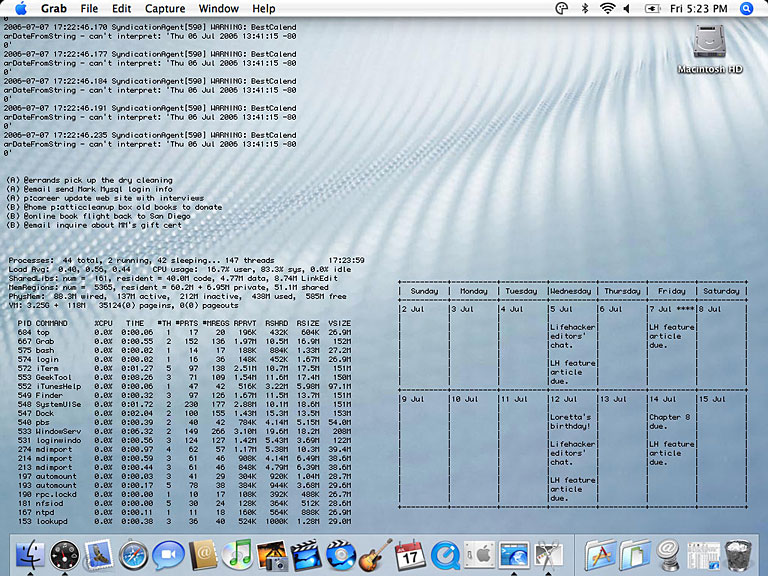 Grab File Edit Capture Window Help Fri 5:23 PM
Macintosh HD
2006-07-07 17:22:46.170 SyndicationAgent[590] WARNING: BestCalend
arDateFromString - can't interpret: 'Thu 06 Jul 2006 13:41:15 -80
0'
2006-07-07 17:22:46.177 SyndicationAgent[590] WARNING: BestCalend
arDateFromString - can't interpret: 'Thu 06 Jul 2006 13:41:15 -80
0'
2006-07-07 17:22:46.184 SyndicationAgent[590] WARNING: BestCalend
arDateFromString - can't interpret: 'Thu 06 Jul 2006 13:41:15 -80
0'
2006-07-07 17:22:46.191 SyndicationAgent[590] WARNING: BestCalend
arDateFromString - can't interpret: 'Thu 06 Jul 2006 13:41:15 -80
0'
2006-07-07 17:22:46.235 SyndicationAgent[590] WARNING: BestCalend
arDateFromString - can't interpret: 'Thu 06 Jul 2006 13:41:15 -80
0'
(A) @errands pick up the dry cleaning
(A) @email send Mark Mysql login info
(A) p:career update web site with interviews
(B) @home p:atticcleanup box old books to donate
(B) @online book flight back to San Diego
(B) @email inquire about MM's gift cert
Processes: 44 total, 2 running, 42 sleeping... 147 threads 17:23:59
Load Avg: 0.40, 0.56, 0.44 CPU usage: 16.7% user, 83.3% sys, 0.0% idle
SharedLibs: num = 161, resident = 40.0M code, 4.77M data, 8.74M LinkEdit
MemRegions: num = 5365, resident = 60.2M + 6.95M private, 51.1M shared
PhysMem: 88.3M wired, 137M active, 212M inactive, 438M used, 585M free
VM: 3.25G + 118M 35124(0) pageins, 0(0) pageouts
PID COMMAND %CPU TIME #TH #PRTS #MREGS RPRVT RSHRD RSIZE VSIZE
684 top 0.0% 0:00.06 1 17 20 196K 432K 604K 26.9M
667 Grab 0.0% 0:00.55 2 152 136 1.97M 10.5M 16.9M 152M
575 bash 0.0% 0:00.02 1 14 17 188K 884K 1.33M 27.2M
574 login 0.0% 0:00.02 1 16 36 148K 452K 1.67M 26.9M
572 iTerm 0.0% 0:01.27 5 97 138 2.51M 10.7M 17.5M 151M
553 GeekTool 0.0% 0:08.26 3 71 109 1.54M 11.6M 17.4M 150M
552 iTunesHelp 0.0% 0:01.06 1 47 42 516K 3.22M 5.98M 97.1M
549 Finder 0.0% 0:02.32 3 97 126 1.67M 11.5M 13.7M 151M
548 SystemUISe 0.0% 0:01.72 2 230 177 2.88M 10.1M 18.6M 151M
547 Dock 0.0% 0:02.04 2 100 155 1.43M 15.3M 13.5M 153M
540 pbs 0.0% 0:00.39 2 40 42 784K 4.14M 5.15M 54.0M
533 WindowServ 0.0% 0:06.32 2 149 266 3.10M 19.6M 18.2M 208M
531 loginwindo 0.0% 0:00.56 3 124 127 1.42M 5.43M 3.69M 122M
274 mdimport 0.0% 0:00.97 4 62 57 1.17M 5.38M 10.3M 39.4M
214 mdimport 0.0% 0:00.59 3 61 46 908K 4.14M 6.49M 38.6M
213 mdimport 0.0% 0:00.44 3 61 46 848K 4.79M 6.39M 38.6M
197 automount 0.0% 0:00.03 3 41 29 304K 920K 1.04M 28.7M
193 automount 0.0% 0:00.17 5 78 38 384K 944K 3.68M 29.6M
190 rpc.lockd 0.0% 0:00.00 1 10 17 108K 392K 488K 26.7M
181 nfsiod 0.0% 0:00.00 5 30 24 128K 364K 512K 28.6M
167 ntpd 0.0% 0:00.11 1 11 18 160K 564K 888K 26.9M
153 lookupd 0.0% 0:00.38 3 36 40 524K 1000K 1.28M 29.0M
Sunday Monday Tuesday Wednesday Thursday Friday Saturday
2 Jul 3 Jul 4 Jul 5 Jul 6 Jul 7 Jul **** 8 Jul
Lifehacker LH feature
editors' article
chat. due.
LH feature
article
due.
9 Jul 10 Jul 11 Jul 12 Jul 13 Jul 14 Jul 15 Jul
Loretta's Chapter 8
birthday! due.
Lifehacker LH feature
editors' article
chat. due.
LH feature
article
due.
17